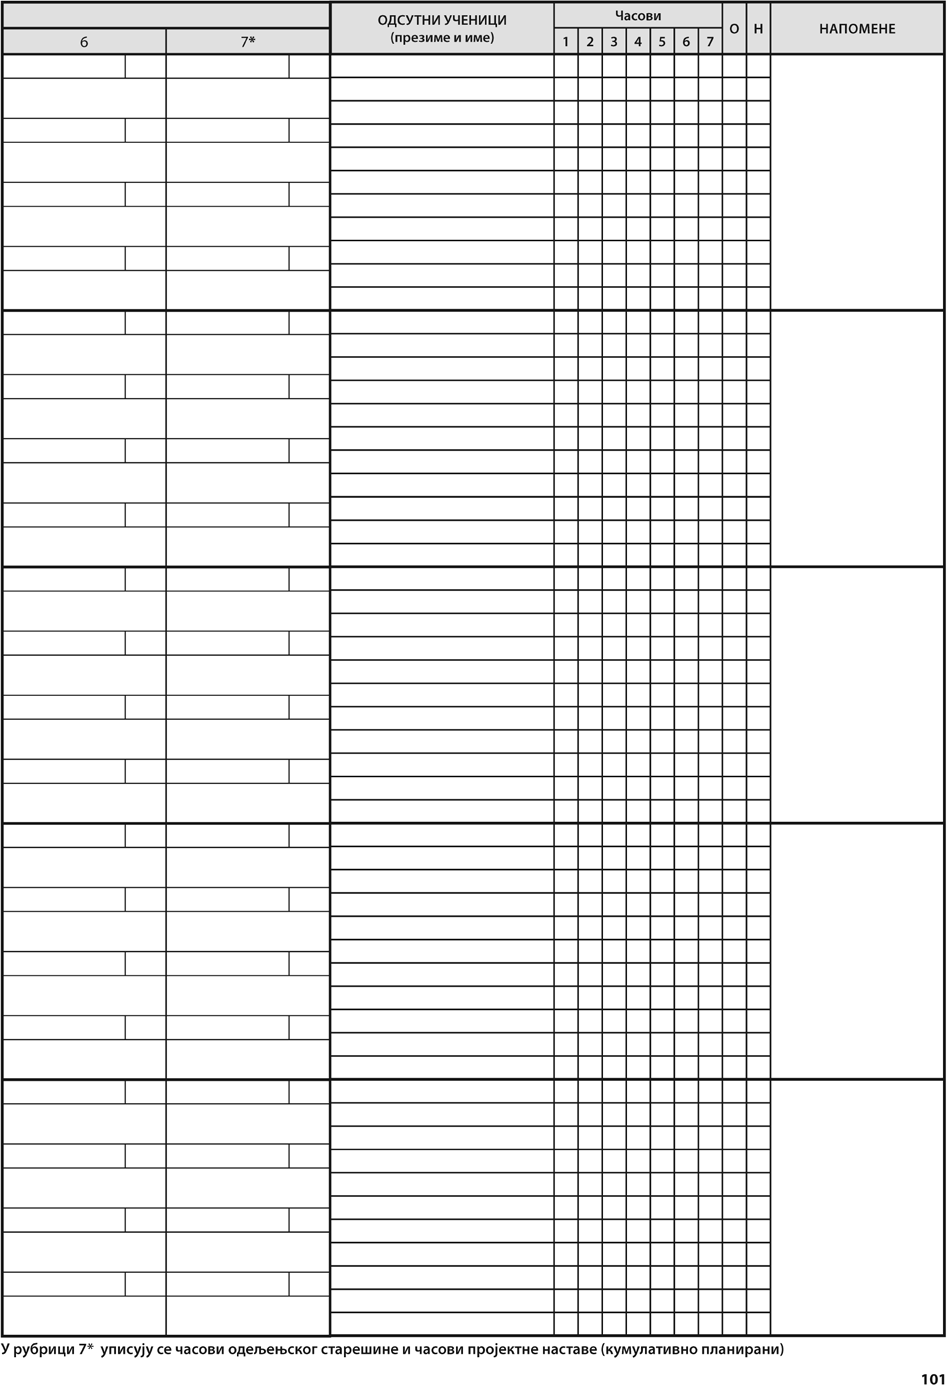 ОДСУТНИ УЧЕНИЦИ
(презиме и име)
Часови
О
Н
НАПОМЕНЕ
6
7*
1 2 3 4 5 6 7
У рубрици 7* уписују се часови одељењског старешине и часови пројектне наставе (кумулативно планирани)
101